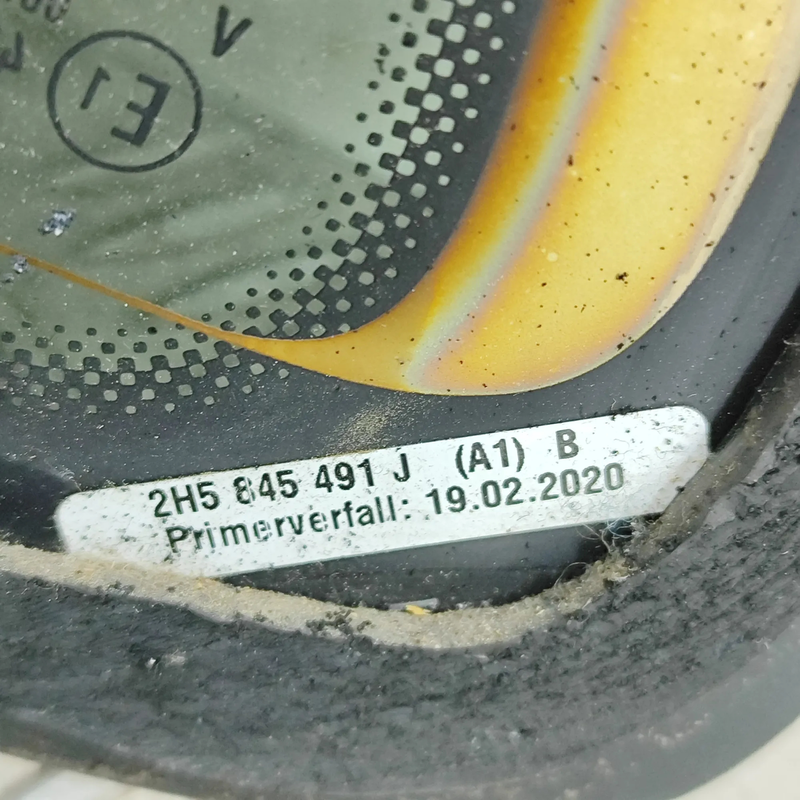 E1
V
2H5 845 491 J (A1) B
Primerverfall: 19.02.2020